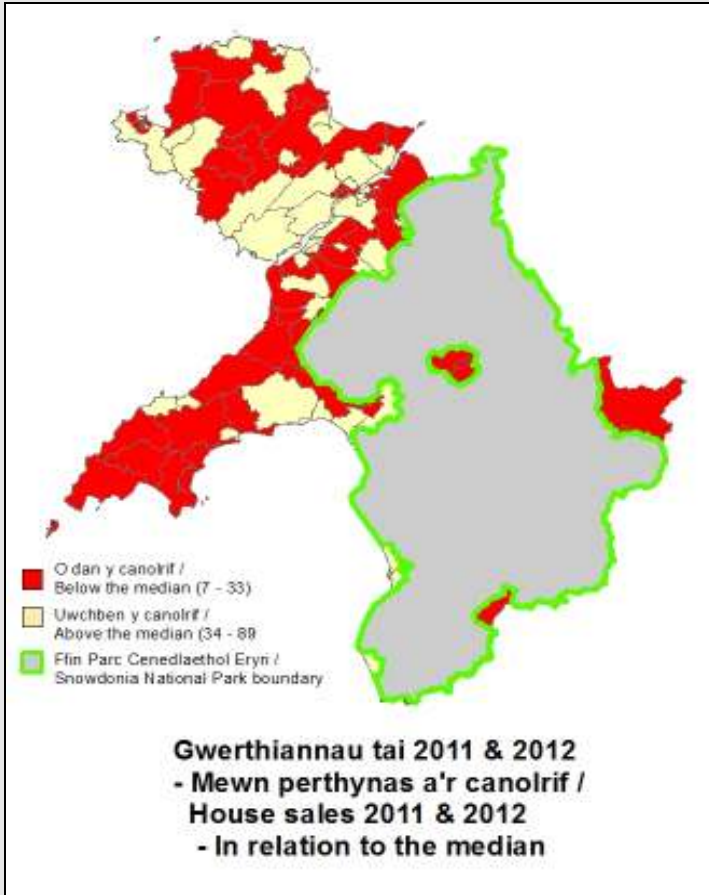 O dan y canolrif /
Below the median (7 - 33)
Uwchben y canolrif /
Above the median (34 - 89
Ffin Parc Cenedlaethol Eryri /
Snowdonia National Park boundary
Gwerthiannau tai 2011 & 2012
- Mewn perthynas a'r canolrif /
House sales 2011 & 2012
- In relation to the median